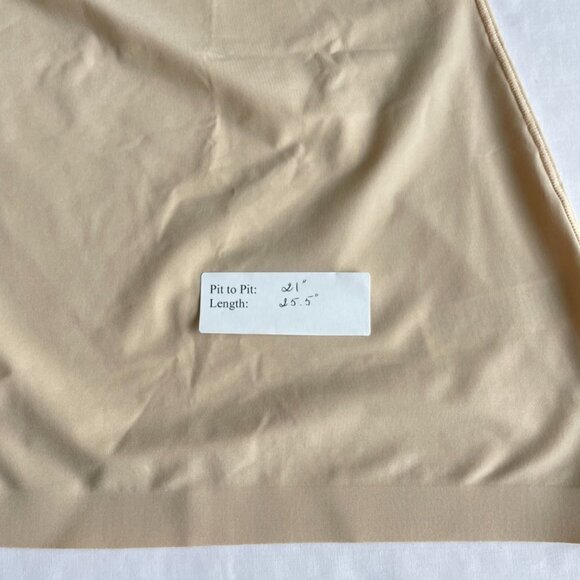 Pit to Pit: 21"
Length: 25.5"